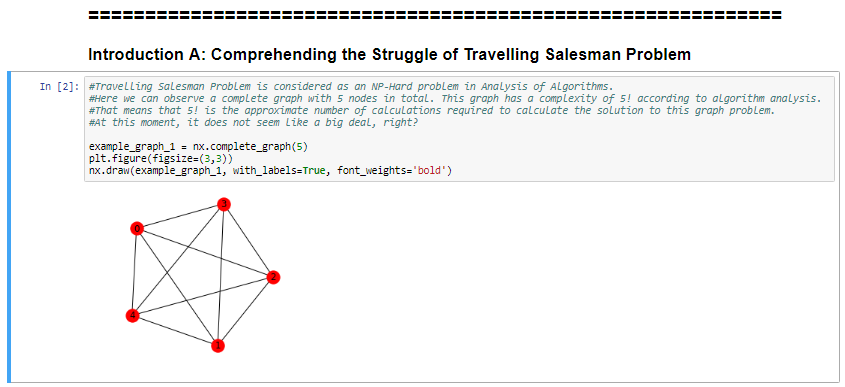 ============================================================
Introduction A: Comprehending the Struggle of Travelling Salesman Problem
In [2]: #Travelling Salesman Problem is considered as an NP-Hard problem in Analysis of Algorithms.
#Here we can observe a complete graph with 5 nodes in total. This graph has a complexity of 5! according to algorithm analysis.
#That means that 5! is the approximate number of calculations required to calculate the solution to this graph problem.
#At this moment, it does not seem like a big deal, right?
example_graph_1 = nx.complete_graph(5)
plt.figure(figsize=(3,3))
nx.draw(example_graph_1, with_labels=True, font_weights='bold')
3
0
2
4
1